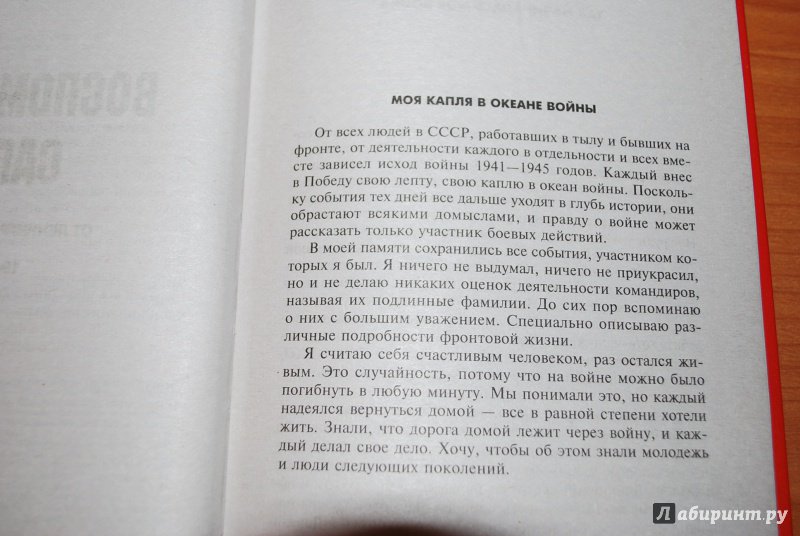 МОЯ КАПЛЯ В ОКЕАНЕ ВОЙНЫ
От всех людей в СССР, работавших в тылу и бывших на
фронте, от деятельности каждого в отдельности и всех вме-
сте зависел исход войны 1941—1945 годов. Каждый внес
в Победу свою лепту, свою каплю в океан войны. Посколь-
ку события тех дней все дальше уходят в глубь истории, они
обрастают всякими домыслами, и правду о войне может
рассказать только участник боевых действий.
В моей памяти сохранились все события, участником ко-
торых я был. Я ничего не выдумал, ничего не приукрасил,
но и не делаю никаких оценок деятельности командиров,
называя их подлинные фамилии. До сих пор вспоминаю
о них с большим уважением. Специально описываю раз-
личные подробности фронтовой жизни.
Я считаю себя счастливым человеком, раз остался жи-
вым. Это случайность, потому что на войне можно было
погибнуть в любую минуту. Мы понимали это, но каждый
надеялся вернуться домой — все в равной степени хотели
жить. Знали, что дорога домой лежит через войну, и каж-
дый делал свое дело. Хочу, чтобы об этом знали молодежь
и люди следующих поколений.
Лабиринт.ру